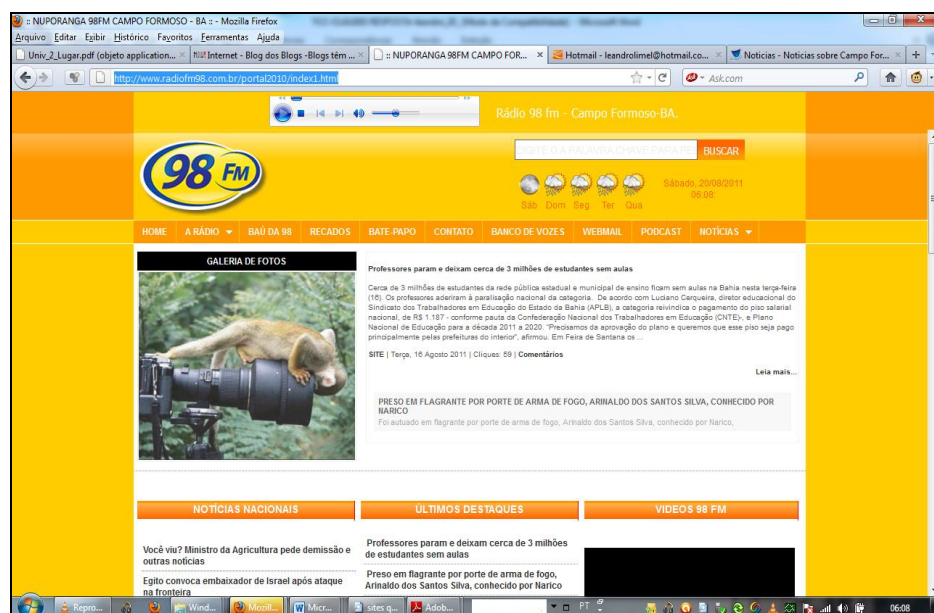 :: NUPORANGA 98FM CAMPO FORMOSO - BA :: - Mozilla Firefox
Arquivo Editar Exibir Histórico Favoritos Ferramentas Ajuda
Univ_2_Lugar.pdf (objeto application...
Internet - Blog dos Blogs -Blogs têm ...
:: NUPORANGA 98FM CAMPO FOR...
Hotmail - leandrolimel@hotmail.co...
Noticias - Noticias sobre Campo For...
http://www.radiofm98.com.br/portal2010/index1.html
Ask.com
Rádio 98 fm - Campo Formoso-BA.
98 FM
DIGITE O A PALAVRA CHAVE PARA PE
BUSCAR
Sáb Dom Seg Ter Qua
Sábado, 20/08/2011
06:08:
HOME A RÁDIO BAÚ DA 98 RECADOS BATE-PAPO CONTATO BANCO DE VOZES WEBMAIL PODCAST NOTÍCIAS
GALERIA DE FOTOS
Professores param e deixam cerca de 3 milhões de estudantes sem aulas
Cerca de 3 milhões de estudantes da rede pública estadual e municipal de ensino ficam sem aulas na Bahia nesta terça-feira
(16). Os professores aderiram à paralisação nacional da categoria. De acordo com Luciano Cerqueira, diretor educacional do
Sindicato dos Trabalhadores em Educação do Estado da Bahia (APLB), a categoria reivindica o pagamento do piso salarial
nacional, de R$ 1.187 - conforme pauta da Confederação Nacional dos Trabalhadores em Educação (CNTE)-, e Plano
Nacional de Educação para a década 2011 a 2020. "Precisamos da aprovação do plano e queremos que esse piso seja pago
principalmente pelas prefeituras do interior", afirmou. Em Feira de Santana os ...
SITE | Terça, 16 Agosto 2011 | Cliques: 59 | Comentários
Leia mais...
PRESO EM FLAGRANTE POR PORTE DE ARMA DE FOGO, ARINALDO DOS SANTOS SILVA, CONHECIDO POR
NARICO
Foi autuado em flagrante por porte de arma de fogo, Arinaldo dos Santos Silva, conhecido por Narico,
NOTÍCIAS NACIONAIS
Você viu? Ministro da Agricultura pede demissão e
outras notícias
Egito convoca embaixador de Israel após ataque
na fronteira
ÚLTIMOS DESTAQUES
Professores param e deixam cerca de 3 milhões
de estudantes sem aulas
Preso em flagrante por porte de arma de fogo,
Arinaldo dos Santos Silva, conhecido por Narico
VIDEOS 98 FM
Repro...
Wind...
Mozill...
Micr...
sites q...
Adob...
PT
06:08